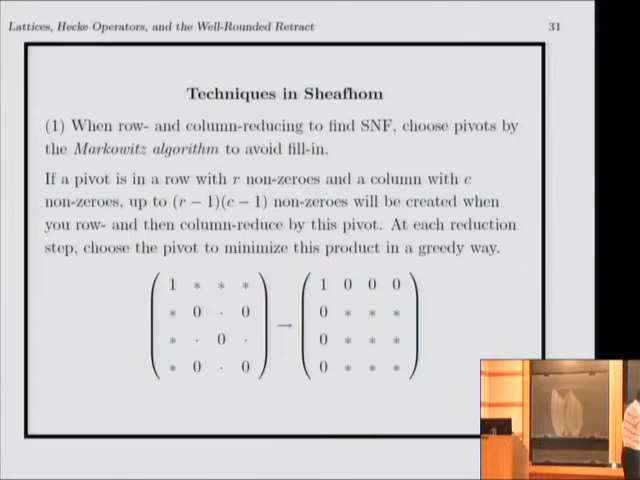 Lattices, Hecke Operators, and the Well-Rounded Retract 31
Techniques in Sheafhom
(1) When row- and column-reducing to find SNF, choose pivots by
the Markowitz algorithm to avoid fill-in.
If a pivot is in a row with r non-zeroes and a column with c
non-zeroes, up to (r − 1)(c − 1) non-zeroes will be created when
you row- and then column-reduce by this pivot. At each reduction
step, choose the pivot to minimize this product in a greedy way.
1 * * * 1 0 0 0
* 0 · 0 0 * * *
* · 0 · → 0 * * *
* 0 · 0 0 * * *